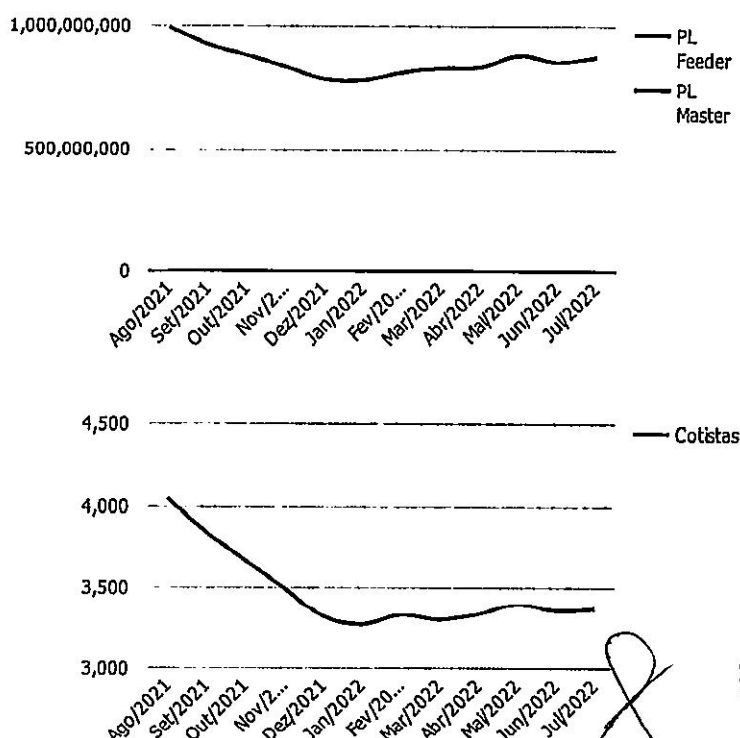 1,000,000,000
500,000,000
0
PL
Feeder
PL
Master
Ago/2021
Set/2021
Out/2021
Nov/2...
Dez/2021
Jan/2022
Fev/20...
Mar/2022
Abr/2022
Mai/2022
Jun/2022
Jul/2022
4,500
4,000
3,500
3,000
Cotistas
Ago/2021
Set/2021
Out/2021
Nov/2...
Dez/2021
Jan/2022
Fev/20...
Mar/2022
Abr/2022
Mai/2022
Jun/2022
Jul/2022